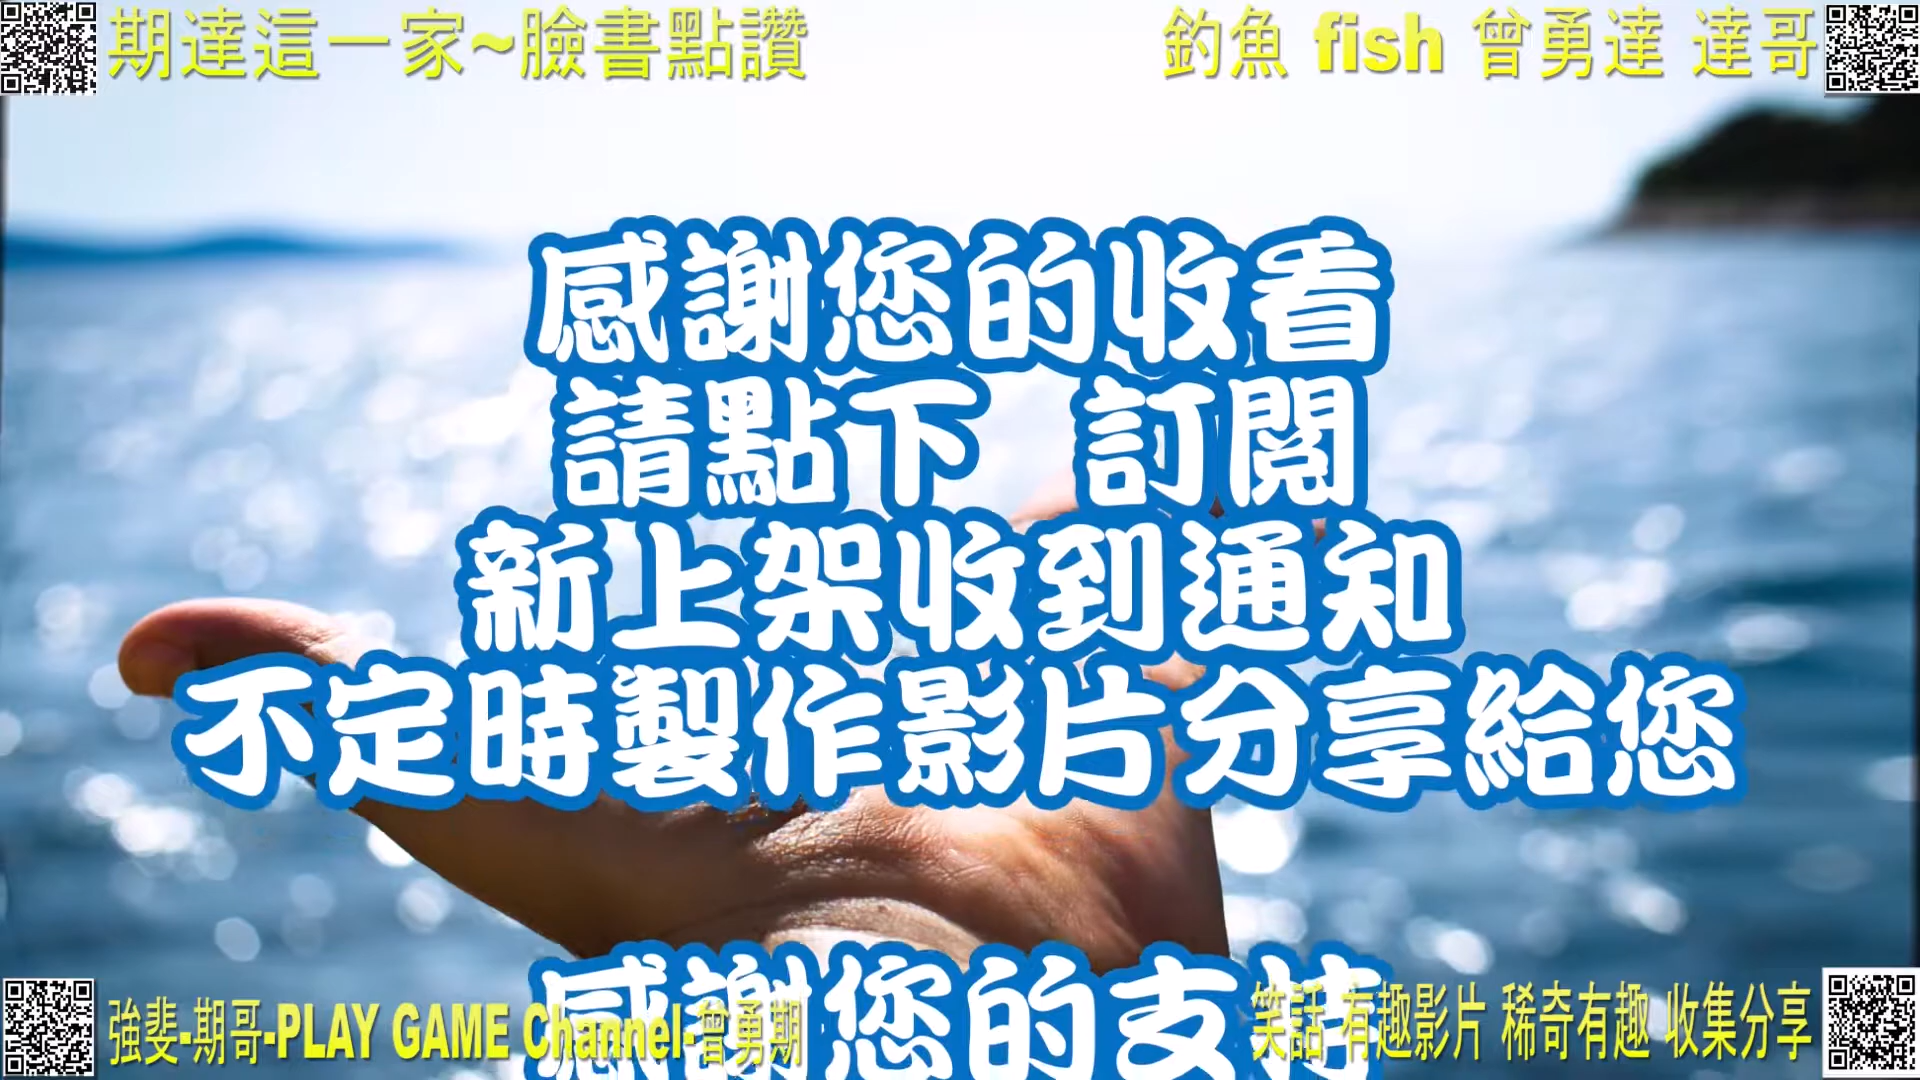 期達這一家~臉書點讚
釣魚 fish 曾勇達 達哥
感謝您的收看
請點下 訂閱
新上架收到通知
不定時製作影片分享給您
感謝您的支持
強斐-期哥-PLAY GAME Channel-曾勇期
笑話 有趣影片 稀奇有趣 收集分享